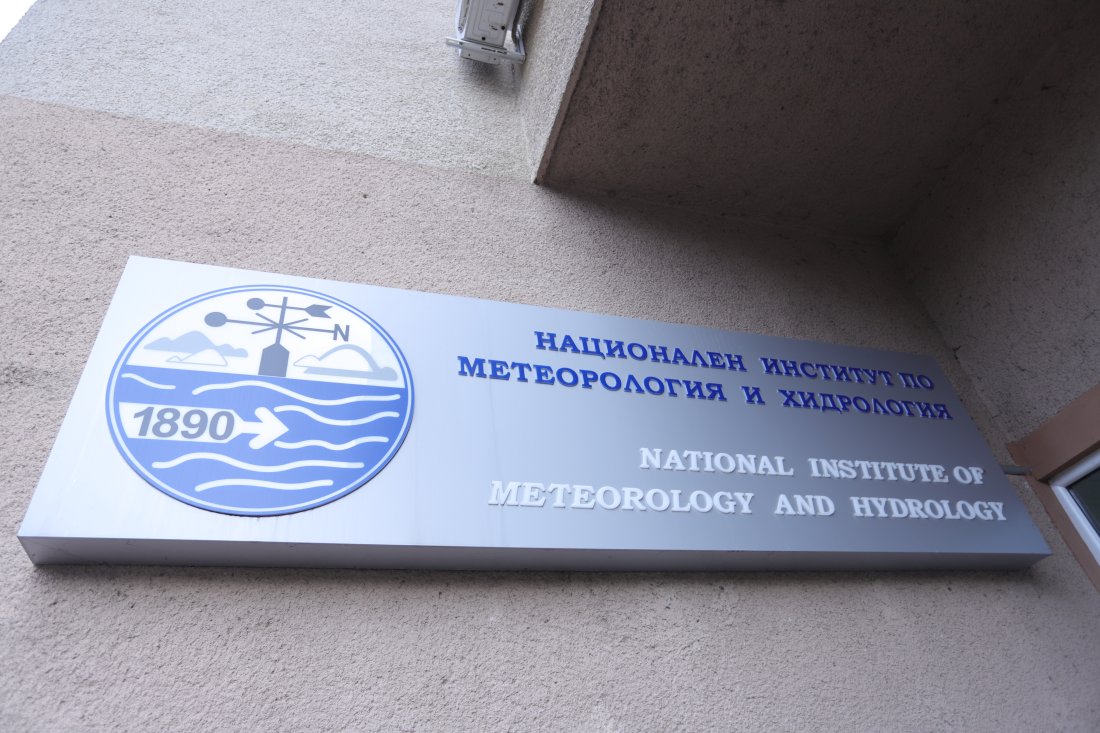 N
1890
НАЦИОНАЛЕН ИНСТИТУТ ПО
МЕТЕОРОЛОГИЯ И ХИДРОЛОГИЯ
NATIONAL INSTITUTE OF
METEOROLOGY AND HYDROLOGY